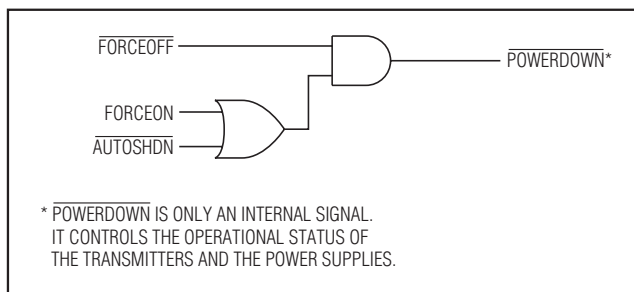 FORCEOFF
POWERDOWN*
FORCEON
AUTOSHDN
* POWERDOWN IS ONLY AN INTERNAL SIGNAL.
IT CONTROLS THE OPERATIONAL STATUS OF
THE TRANSMITTERS AND THE POWER SUPPLIES.